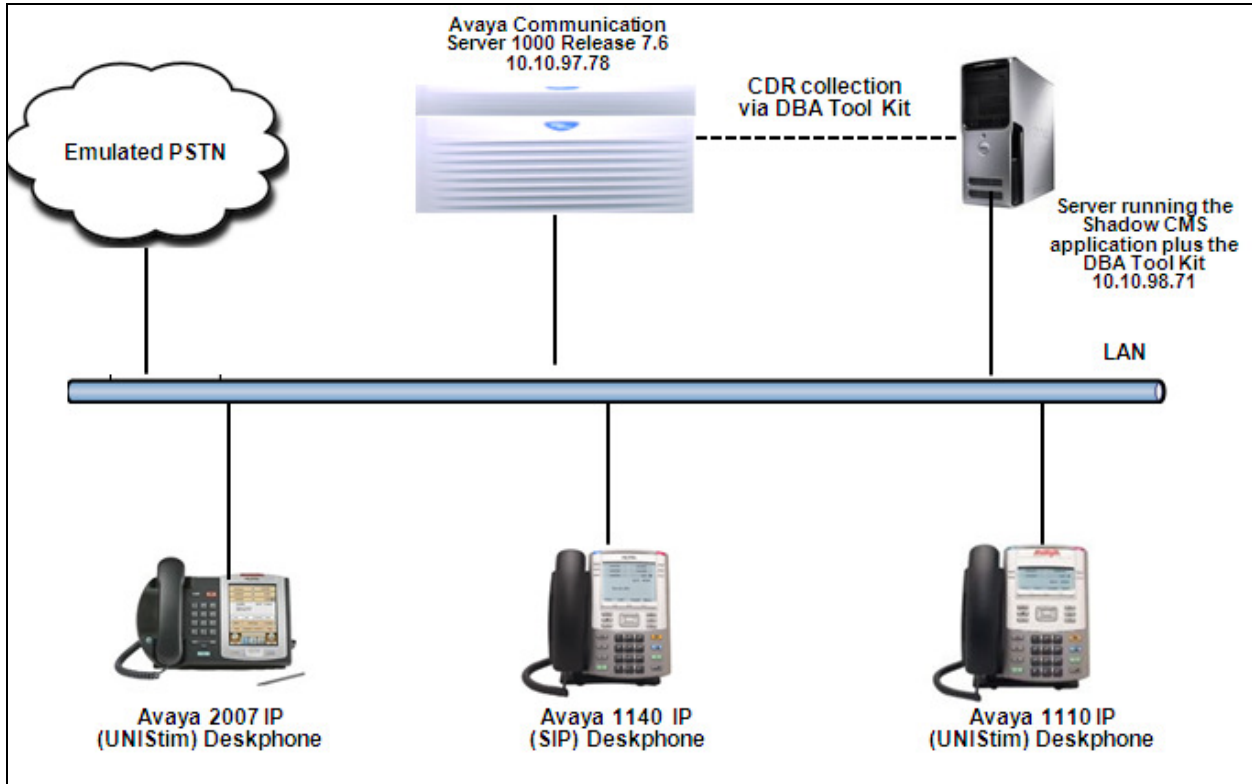 Avaya Communication
Server 1000 Release 7.6
10.10.97.78
CDR collection
via DBA Tool Kit
Emulated PSTN
Server running the
Shadow CMS
application plus the
DBA Tool Kit
10.10.98.71
LAN
AVAYA
Avaya 2007 IP
(UNIStim) Deskphone
Avaya 1140 IP
(SIP) Deskphone
Avaya 1110 IP
(UNIStim) Deskphone